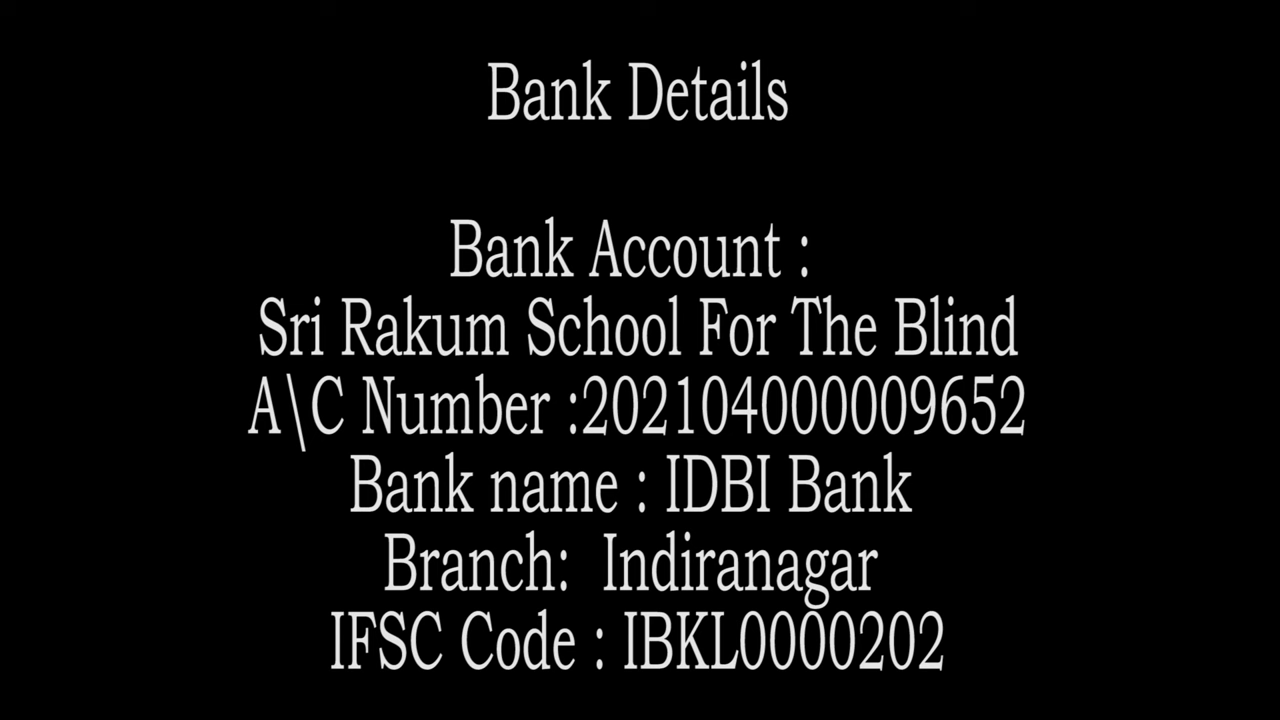 Bank Details
Bank Account :
Sri Rakum School For The Blind
A\C Number :202104000009652
Bank name : IDBI Bank
Branch:  Indiranagar
IFSC Code : IBKL0000202